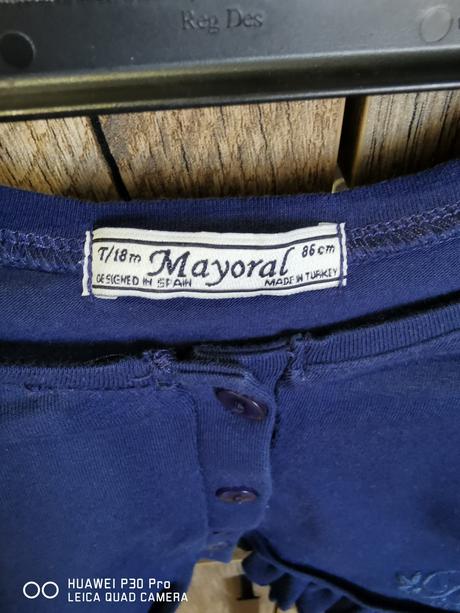 Reg Des
T/18m Mayoral 86 cm
DESIGNED IN SPAIN MADE IN TURKEY
HUAWEI P30 Pro
LEICA QUAD CAMERA